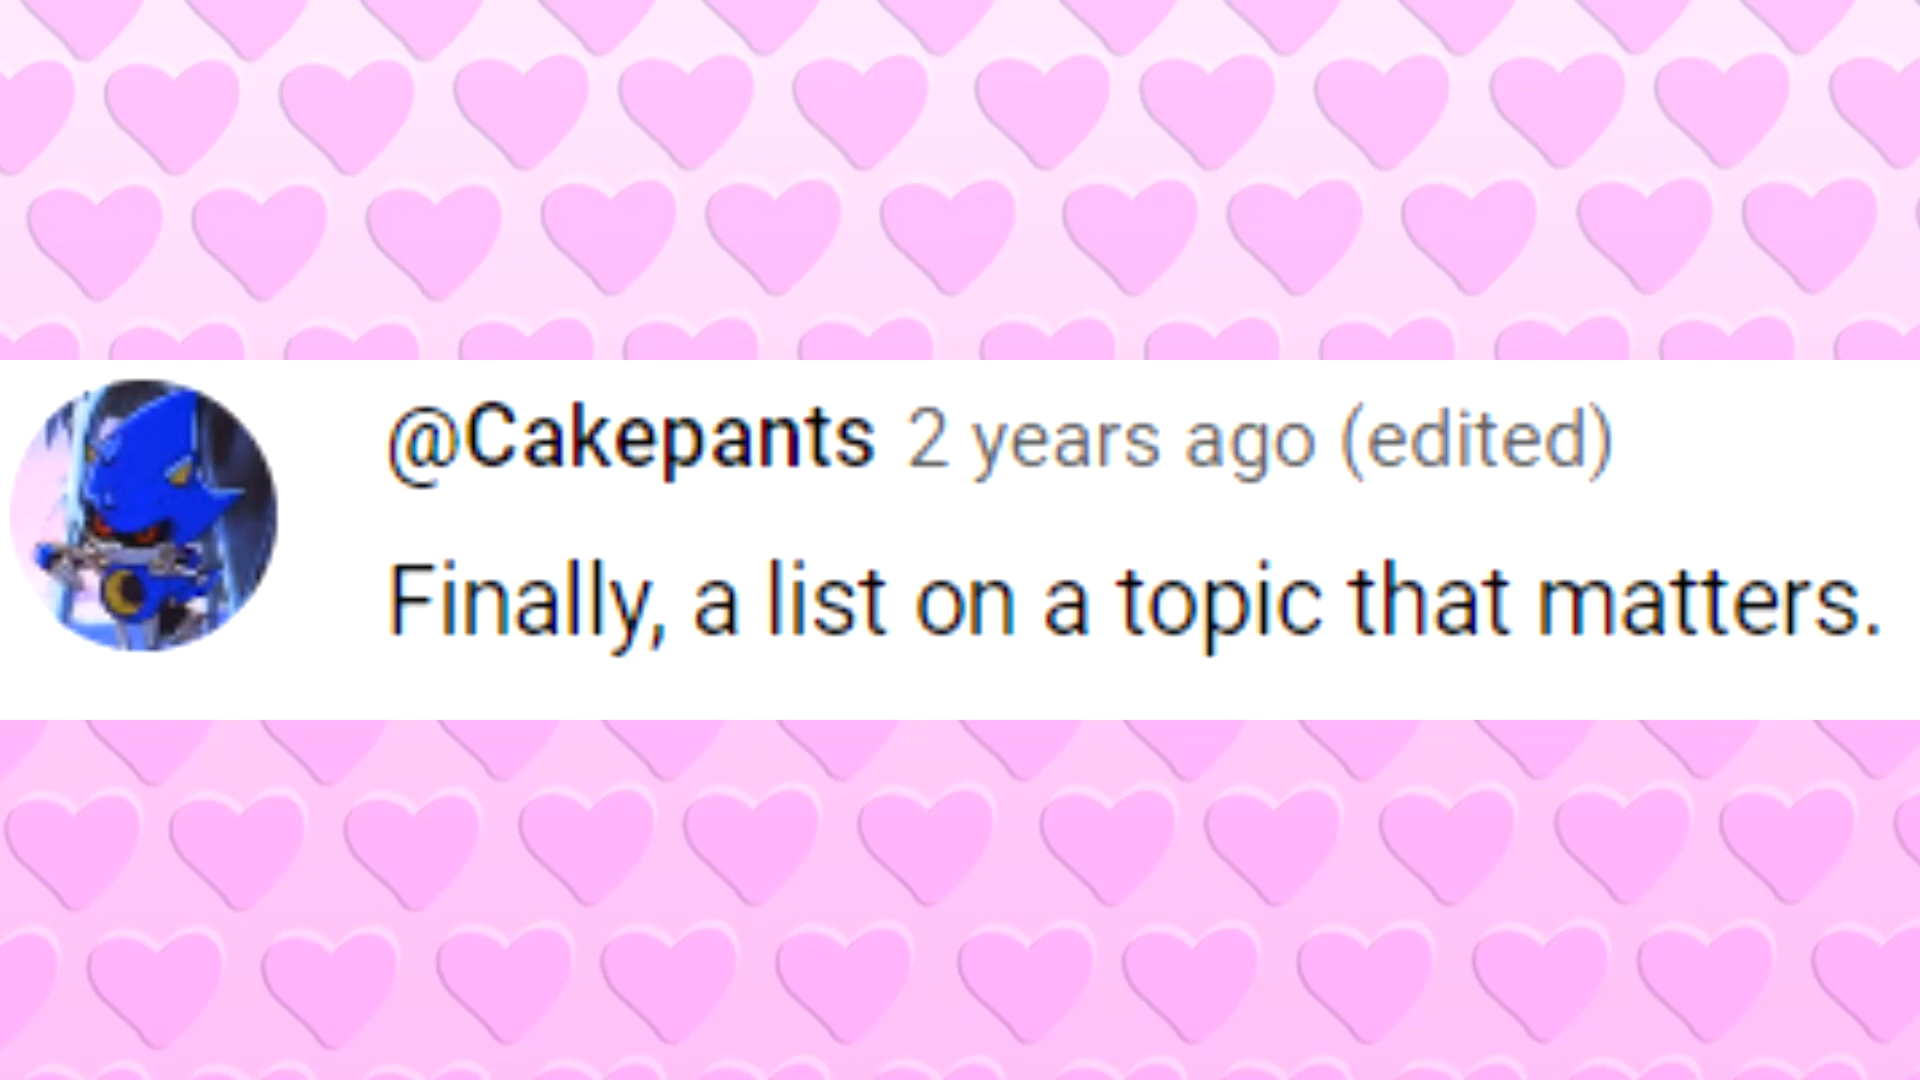 @Cakepants 2 years ago (edited)
Finally, a list on a topic that matters.